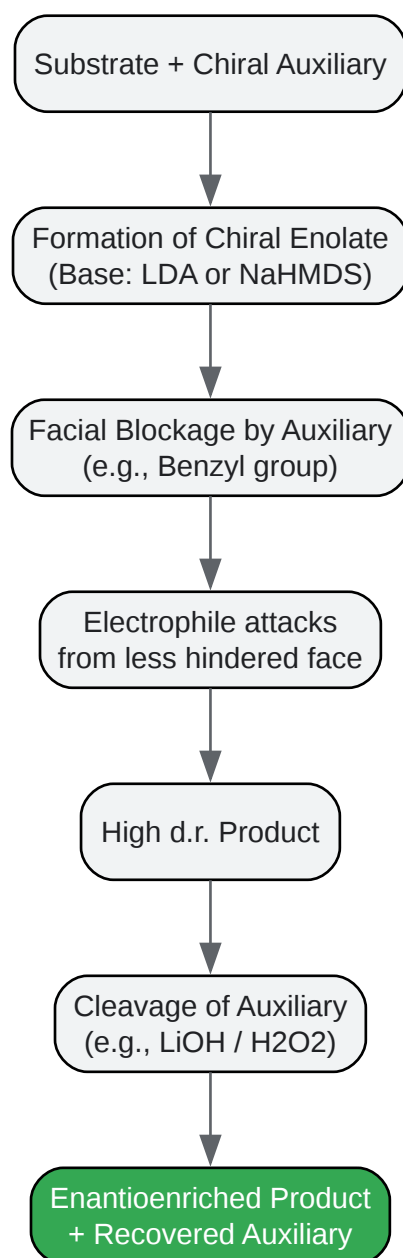 Substrate + Chiral Auxiliary
Formation of Chiral Enolate
(Base: LDA or NaHMDS)
Facial Blockage by Auxiliary
(e.g., Benzyl group)
Electrophile attacks
from less hindered face
High d.r. Product
Cleavage of Auxiliary
(e.g., LiOH / H2O2)
Enantioenriched Product
+ Recovered Auxiliary